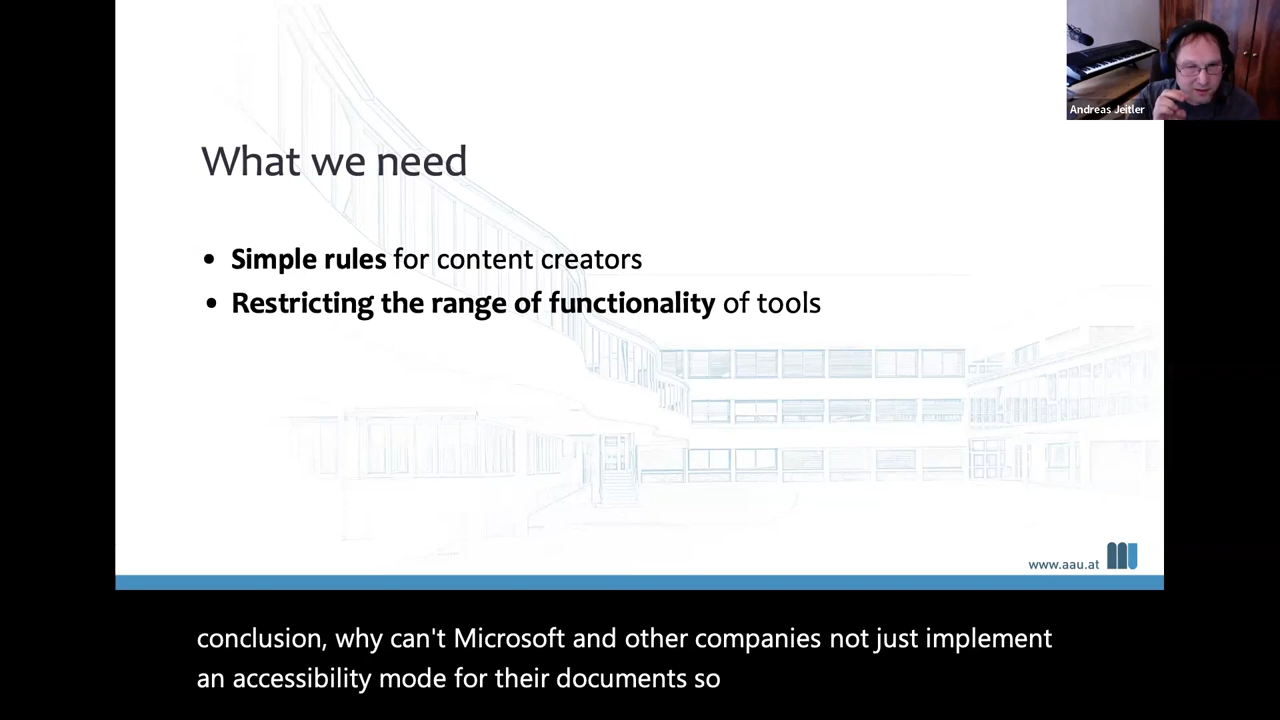 Andreas Jeitler
What we need
• Simple rules for content creators
• Restricting the range of functionality of tools
www.aau.at
conclusion, why can't Microsoft and other companies not just implement
an accessibility mode for their documents so